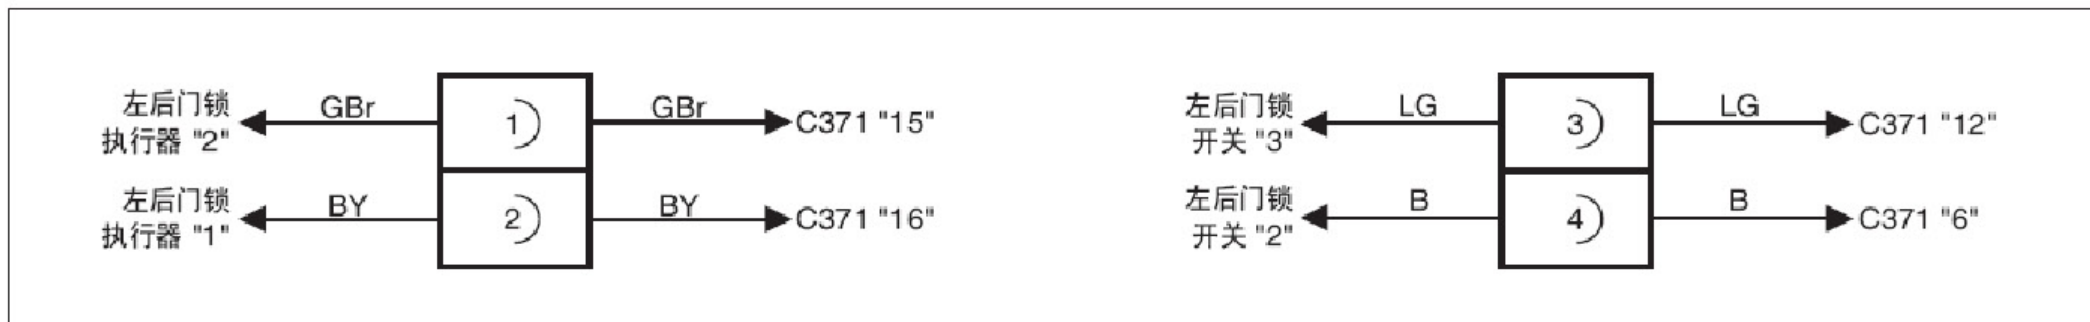 左后门锁 GBr GBr
执行器 "2" 1 C371 "15"
左后门锁 BY BY
执行器 "1" 2 C371 "16"
左后门锁 LG LG
开关 "3" 3 C371 "12"
左后门锁 B B
开关 "2" 4 C371 "6"